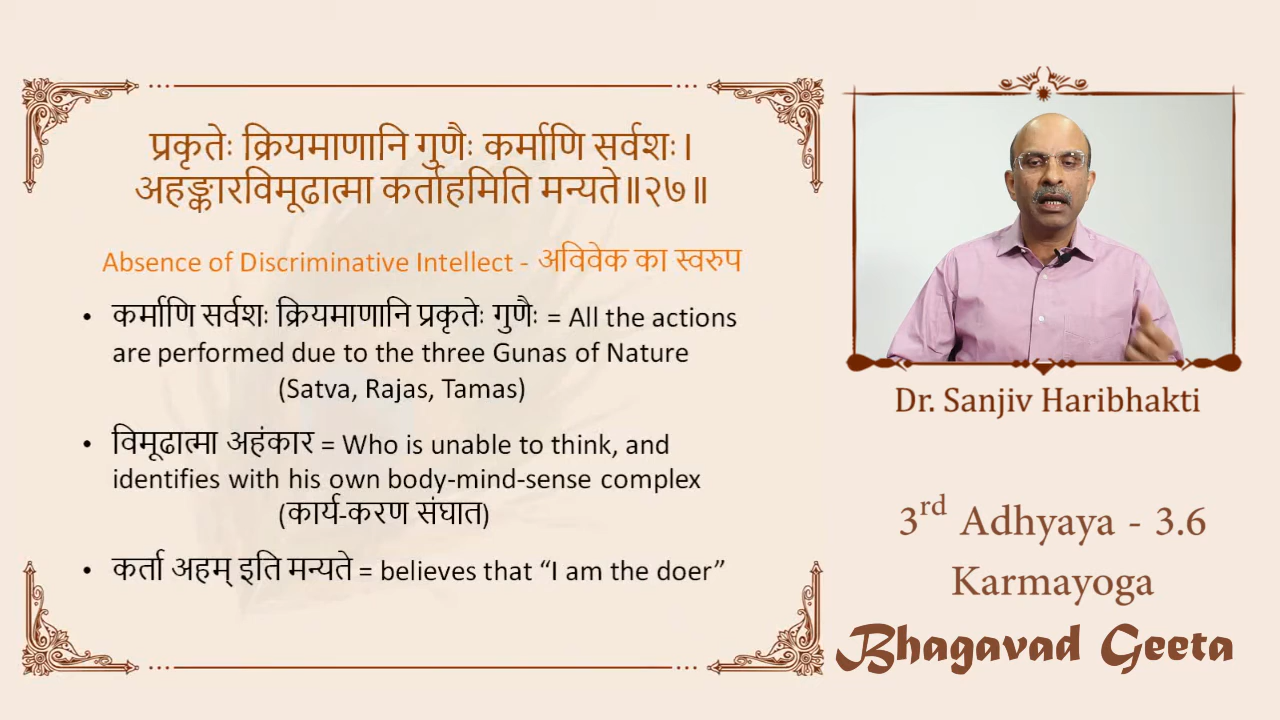 प्रकृतेः क्रियमाणानि गुणैः कर्माणि सर्वशः।
अहङ्कारविमूढात्मा कर्ताहमिति मन्यते॥२७॥
Absence of Discriminative Intellect - अविवेक का स्वरुप
• कर्माणि सर्वशः क्रियमाणानि प्रकृतेः गुणैः = All the actions
are performed due to the three Gunas of Nature
(Satva, Rajas, Tamas)
• विमूढात्मा अहंकार = Who is unable to think, and
identifies with his own body-mind-sense complex
(कार्य-करण संघात)
• कर्ता अहम् इति मन्यते = believes that “I am the doer”
Dr. Sanjiv Haribhakti
3rd Adhyaya - 3.6
Karmayoga
Bhagavad Geeta